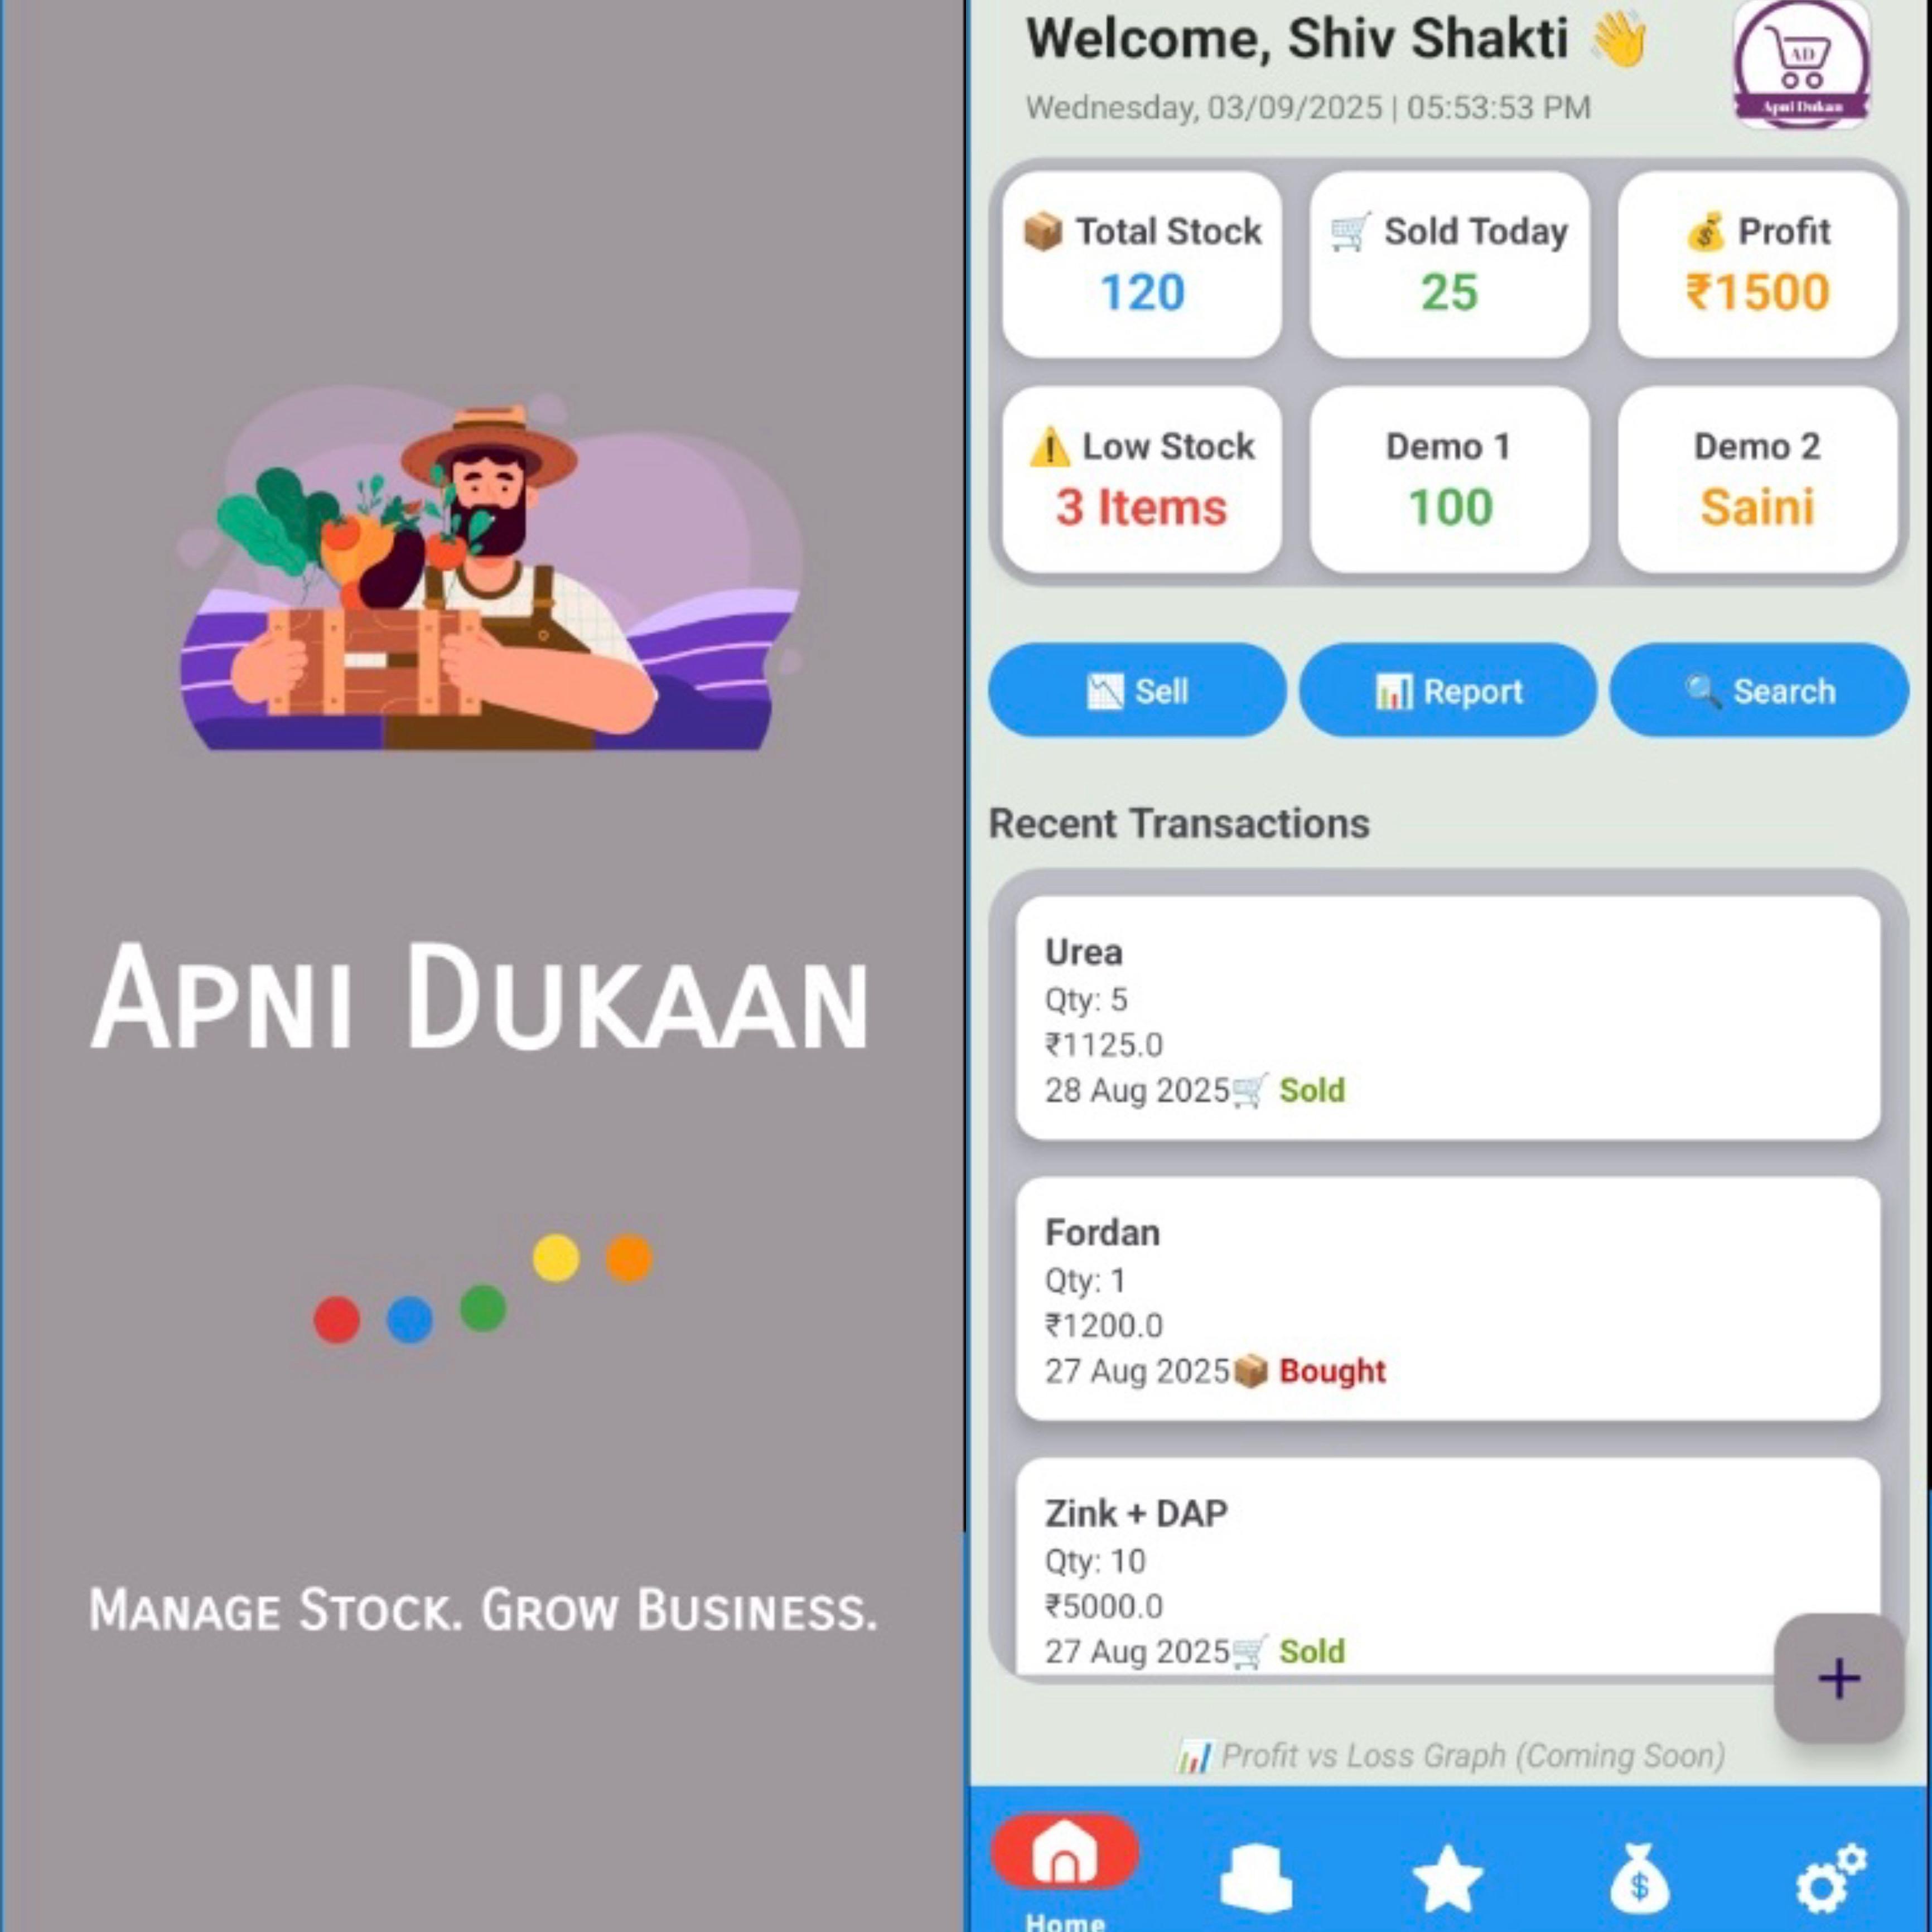 APNI DUKAAN
MANAGE STOCK. GROW BUSINESS.
Welcome, Shiv Shakti 👋
Wednesday, 03/09/2025 | 05:53:53 PM
AD
Apni Dukan
📦 Total Stock
120
🛒 Sold Today
25
💰 Profit
₹1500
⚠️ Low Stock
3 Items
Demo 1
100
Demo 2
Saini
📉 Sell
📊 Report
🔍 Search
Recent Transactions
Urea
Qty: 5
₹1125.0
28 Aug 2025🛒 Sold
Fordan
Qty: 1
₹1200.0
27 Aug 2025📦 Bought
Zink + DAP
Qty: 10
₹5000.0
27 Aug 2025🛒 Sold
+
📊 Profit vs Loss Graph (Coming Soon)
$
Home